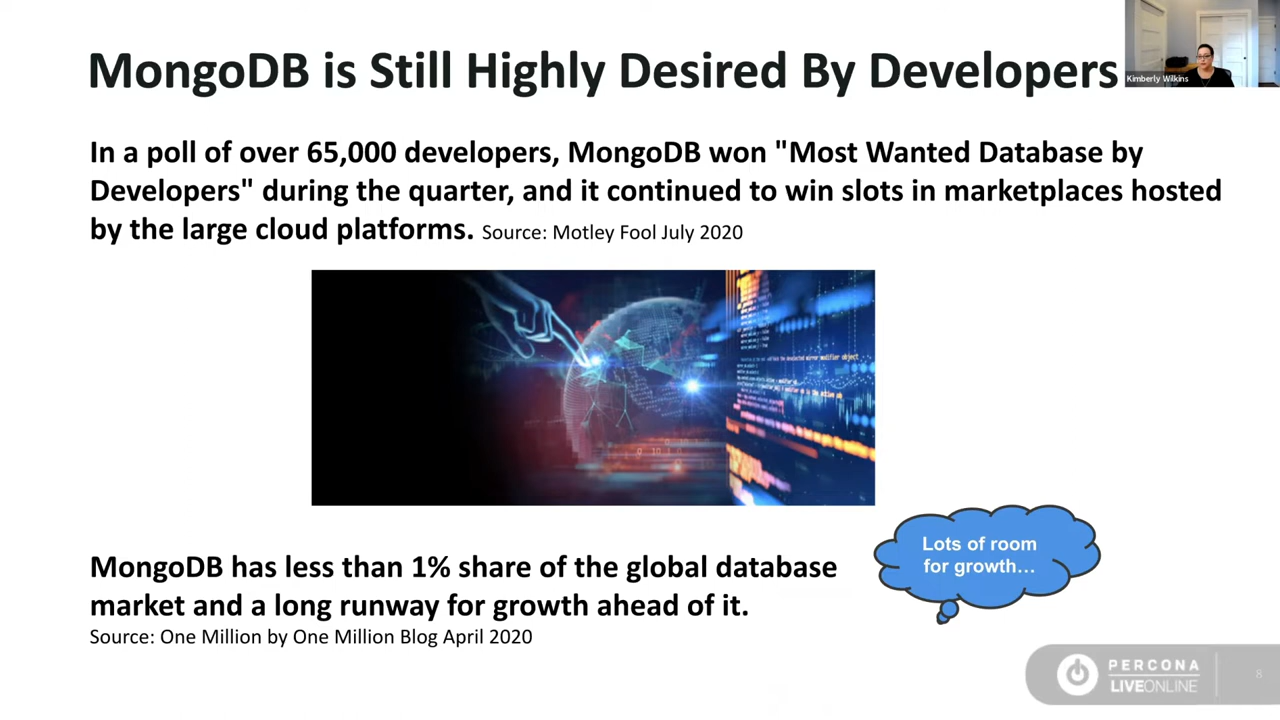 MongoDB is Still Highly Desired By Developers
Kimberly Wilkins
In a poll of over 65,000 developers, MongoDB won "Most Wanted Database by
Developers" during the quarter, and it continued to win slots in marketplaces hosted
by the large cloud platforms. Source: Motley Fool July 2020
Lots of room
for growth...
MongoDB has less than 1% share of the global database
market and a long runway for growth ahead of it.
Source: One Million by One Million Blog April 2020
PERCONA
LIVEONLINE
8